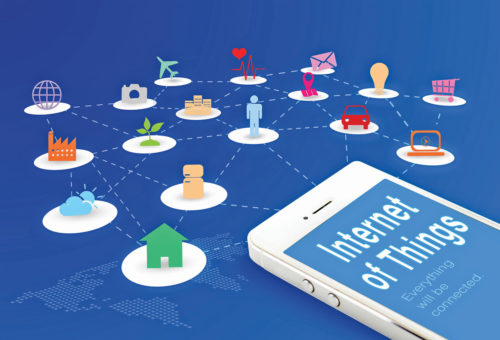 Internet
of Things
Everything
will be
connected.